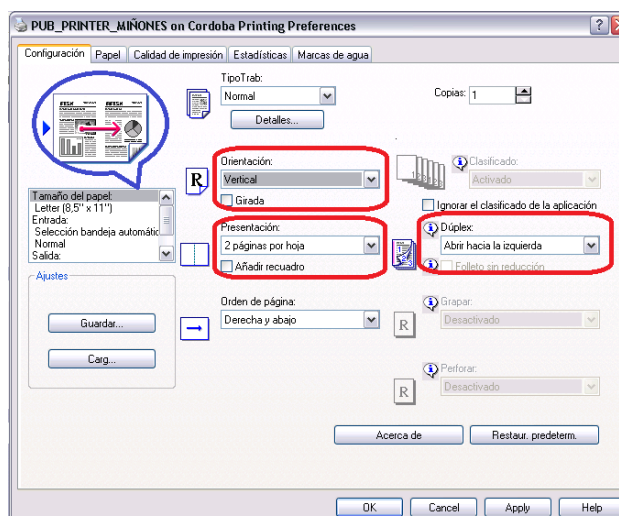 PUB_PRINTER_MIÑONES on Cordoba Printing Preferences
Configuración Papel Calidad de impresión Estadísticas Marcas de agua
TipoTrab:
Normal
Detalles...
Copias: 1
Orientación:
Vertical
Girada
Clasificado:
Activado
Ignorar el clasificado de la aplicación
Tamaño del papel:
Letter (8,5" x 11")
Entrada:
Selección bandeja automátic
Normal
Salida:
Presentación:
2 páginas por hoja
Añadir recuadro
Dúplex:
Abrir hacia la izquierda
Folleto sin reducción
Ajustes
Guardar...
Carg...
Orden de página:
Derecha y abajo
Grapar:
Desactivado
Perforar:
Desactivado
Acerca de Restaur. predeterm.
OK Cancel Apply Help